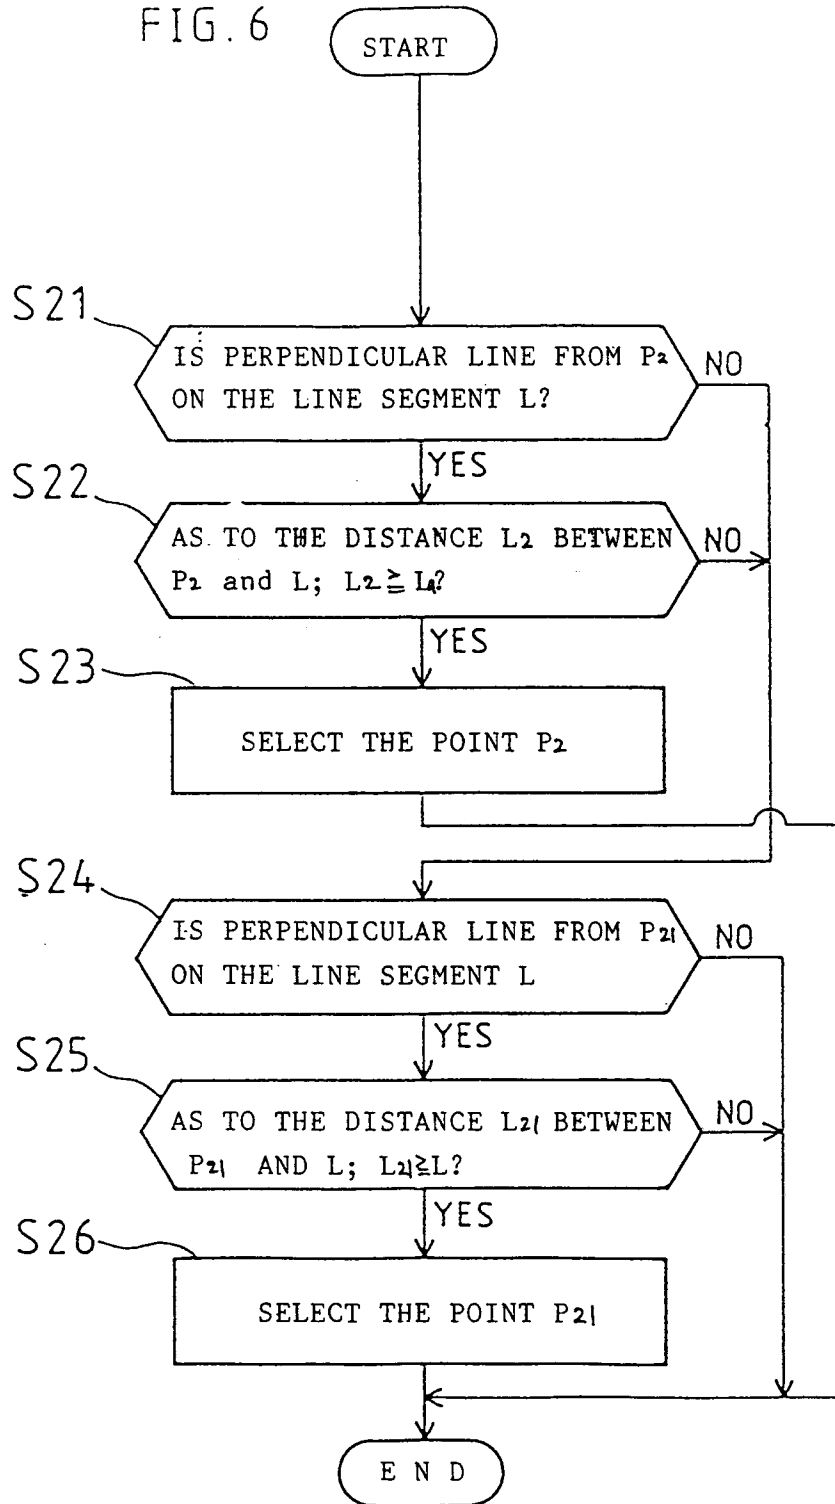 FIG. 6
START
S21
IS PERPENDICULAR LINE FROM P2
ON THE LINE SEGMENT L?
NO
YES
S22
AS TO THE DISTANCE L2 BETWEEN
P2 and L; L2 ≧ La?
NO
YES
S23
SELECT THE POINT P2
S24
IS PERPENDICULAR LINE FROM P21
ON THE LINE SEGMENT L
NO
YES
S25
AS TO THE DISTANCE L21 BETWEEN
P21 AND L; L21≧L?
NO
YES
S26
SELECT THE POINT P21
E N D